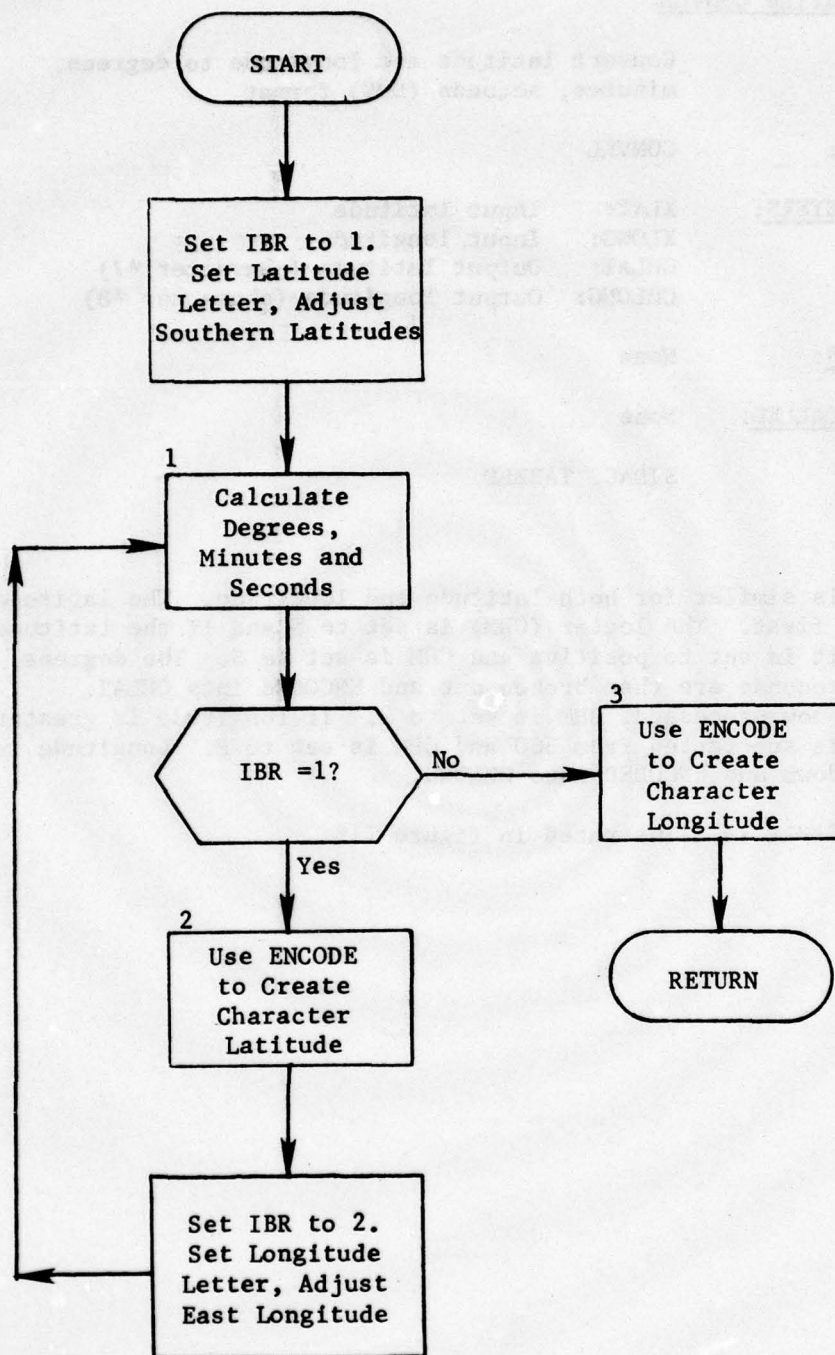 START
Set IBR to 1.
Set Latitude
Letter, Adjust
Southern Latitudes
1
Calculate
Degrees,
Minutes and
Seconds
IBR =1?
No
Yes
3
Use ENCODE
to Create
Character
Longitude
RETURN
2
Use ENCODE
to Create
Character
Latitude
Set IBR to 2.
Set Longitude
Letter, Adjust
East Longitude